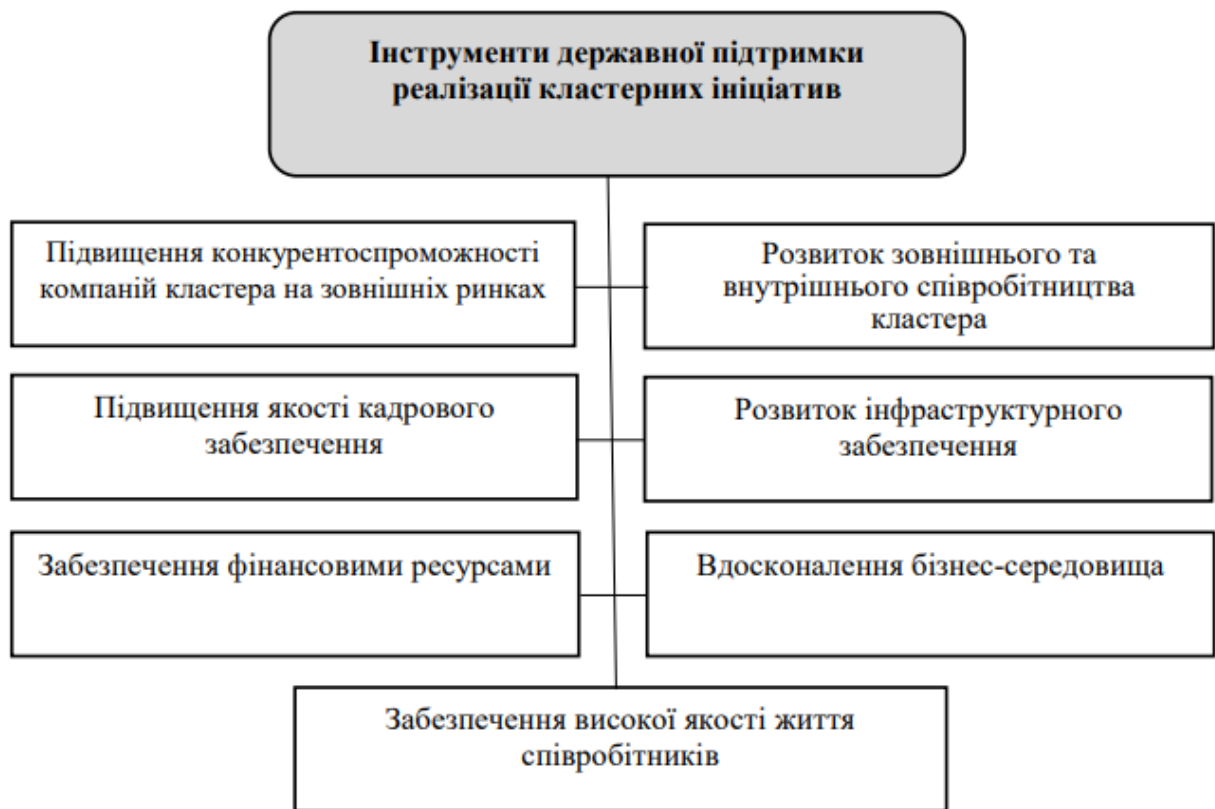 Інструменти державної підтримки
реалізації кластерних ініціатив
Підвищення конкурентоспроможності
компаній кластера на зовнішніх ринках
Розвиток зовнішнього та
внутрішнього співробітництва
кластера
Підвищення якості кадрового
забезпечення
Розвиток інфраструктурного
забезпечення
Забезпечення фінансовими ресурсами
Вдосконалення бізнес-середовища
Забезпечення високої якості життя
співробітників